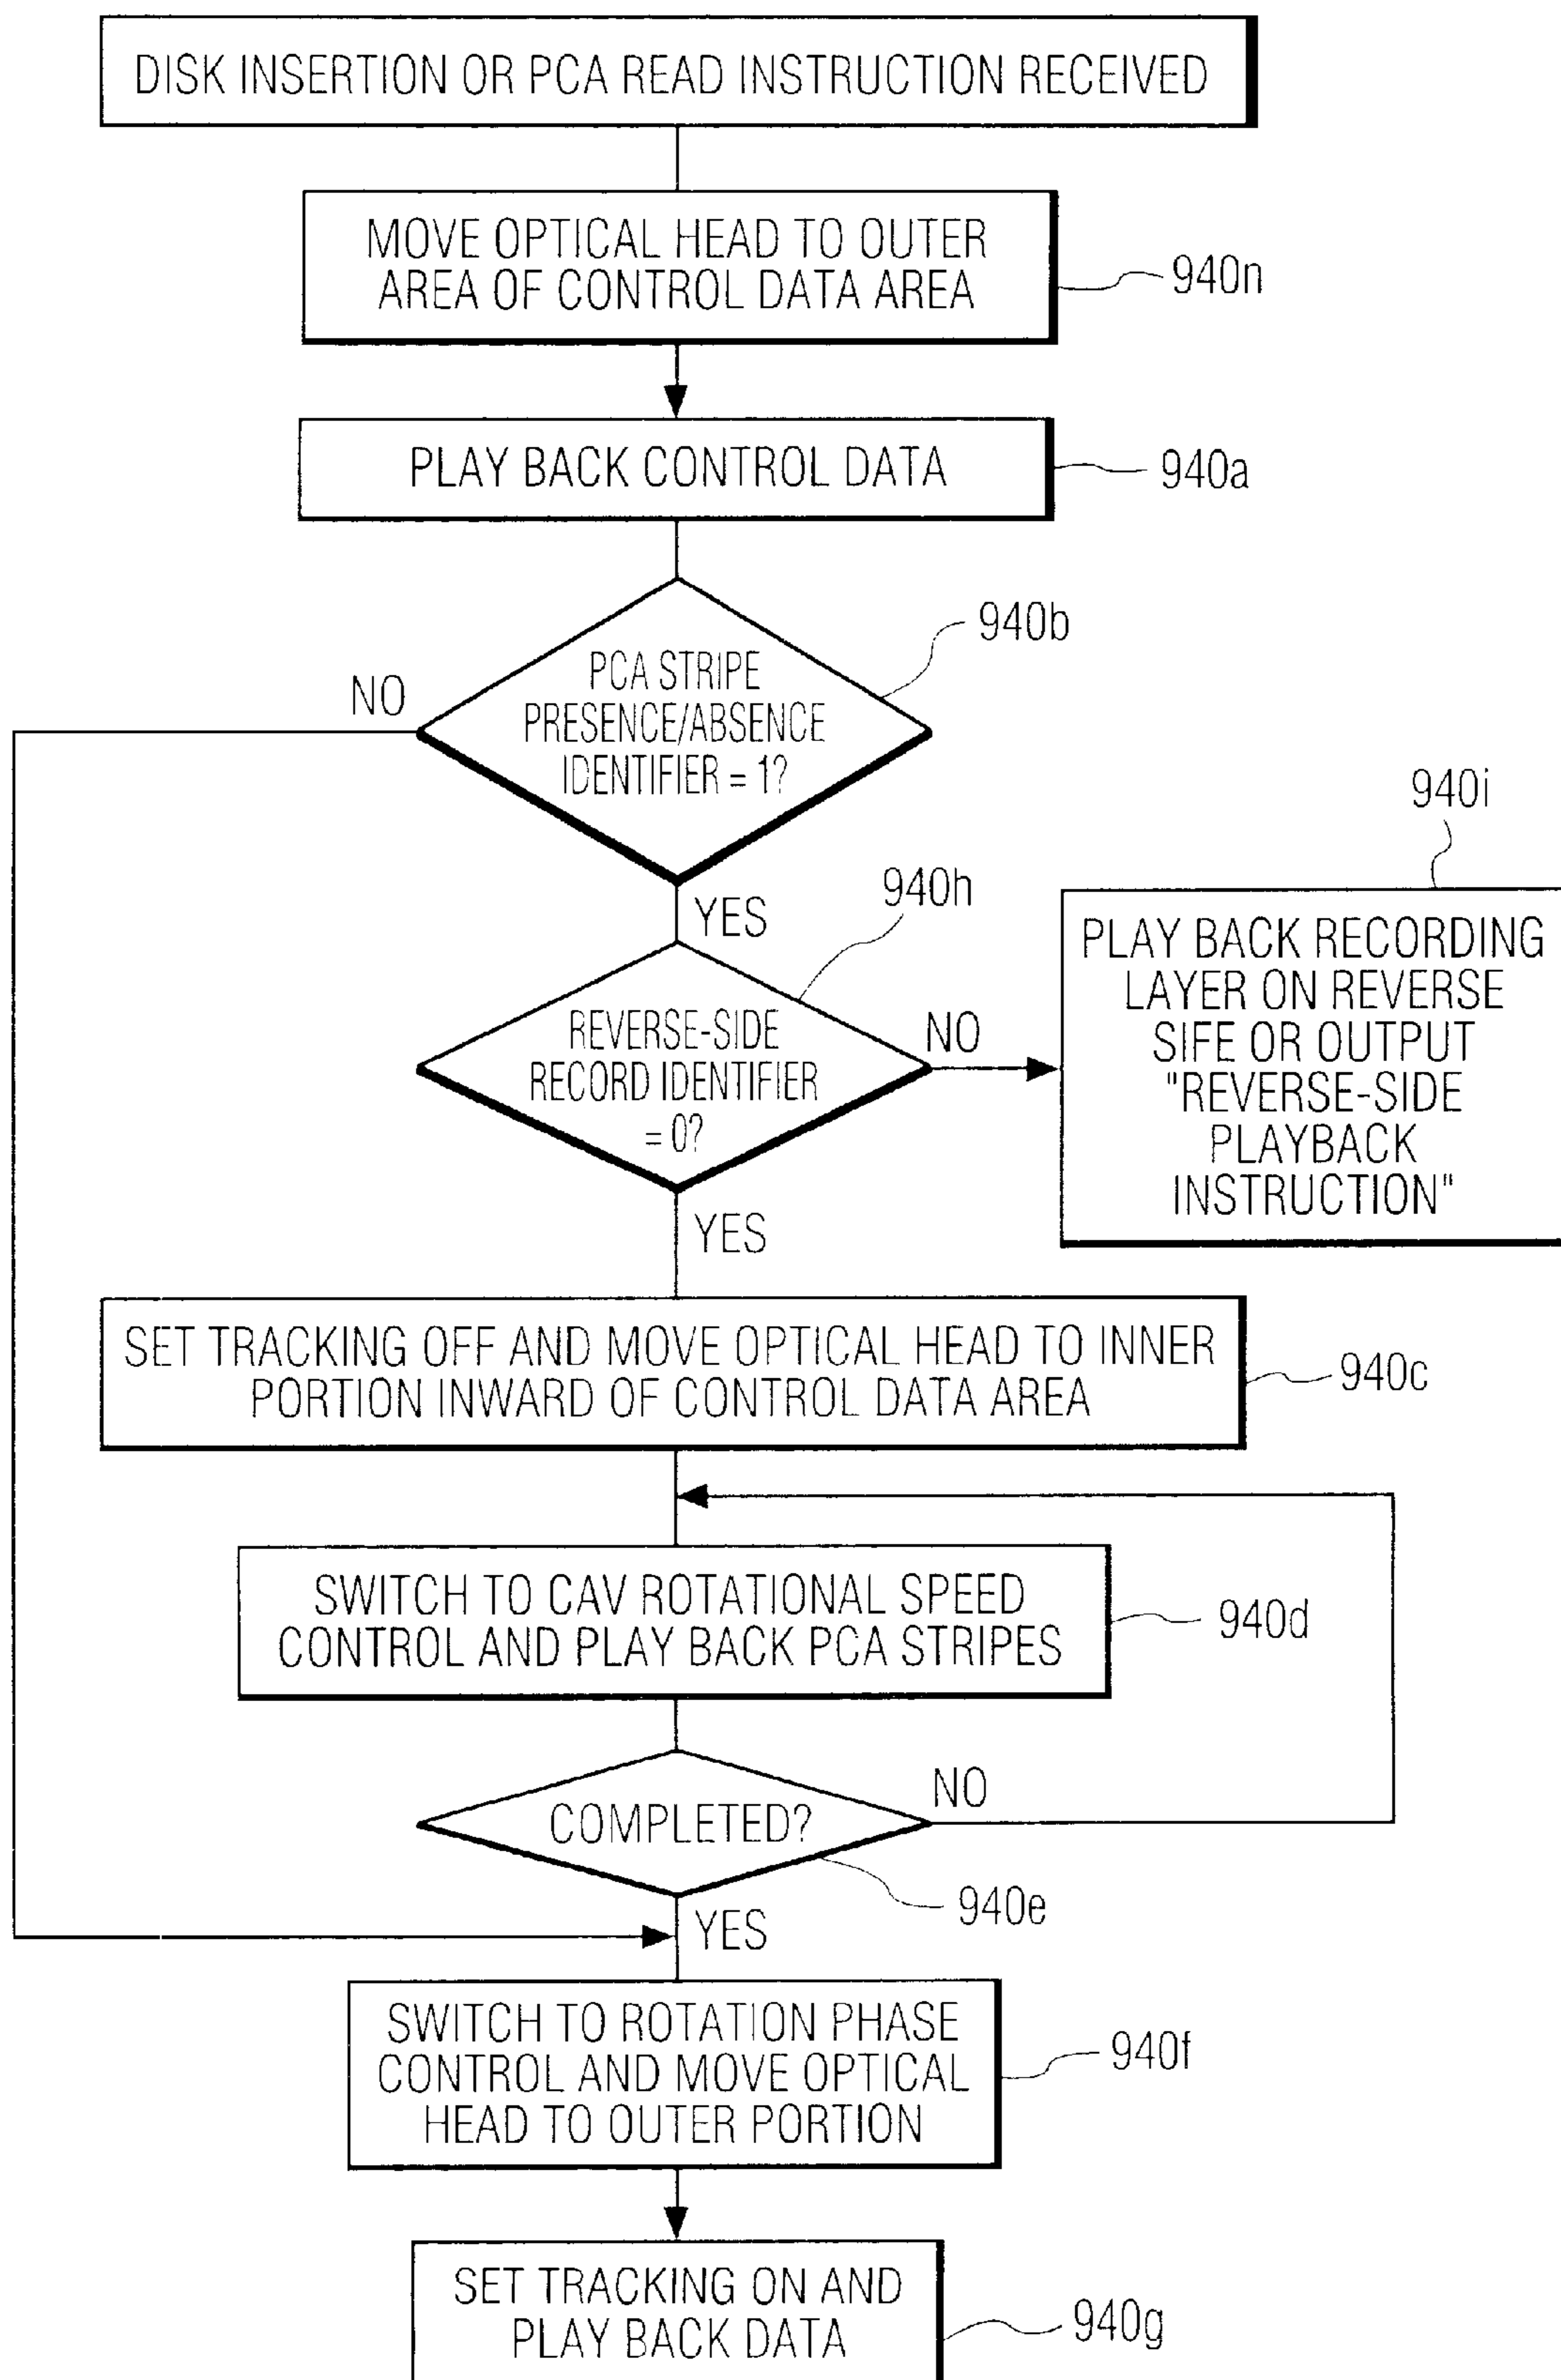 DISK INSERTION OR PCA READ INSTRUCTION RECEIVED
MOVE OPTICAL HEAD TO OUTER
AREA OF CONTROL DATA AREA
940n
PLAY BACK CONTROL DATA
940a
940b
PCA STRIPE
PRESENCE/ABSENCE
IDENTIFIER = 1?
NO
YES
940h
REVERSE-SIDE
RECORD IDENTIFIER
= 0?
NO
YES
940i
PLAY BACK RECORDING
LAYER ON REVERSE
SIFE OR OUTPUT
"REVERSE-SIDE
PLAYBACK
INSTRUCTION"
SET TRACKING OFF AND MOVE OPTICAL HEAD TO INNER
PORTION INWARD OF CONTROL DATA AREA
940c
SWITCH TO CAV ROTATIONAL SPEED
CONTROL AND PLAY BACK PCA STRIPES
940d
COMPLETED?
NO
940e
YES
SWITCH TO ROTATION PHASE
CONTROL AND MOVE OPTICAL
HEAD TO OUTER PORTION
940f
SET TRACKING ON AND
PLAY BACK DATA
940g